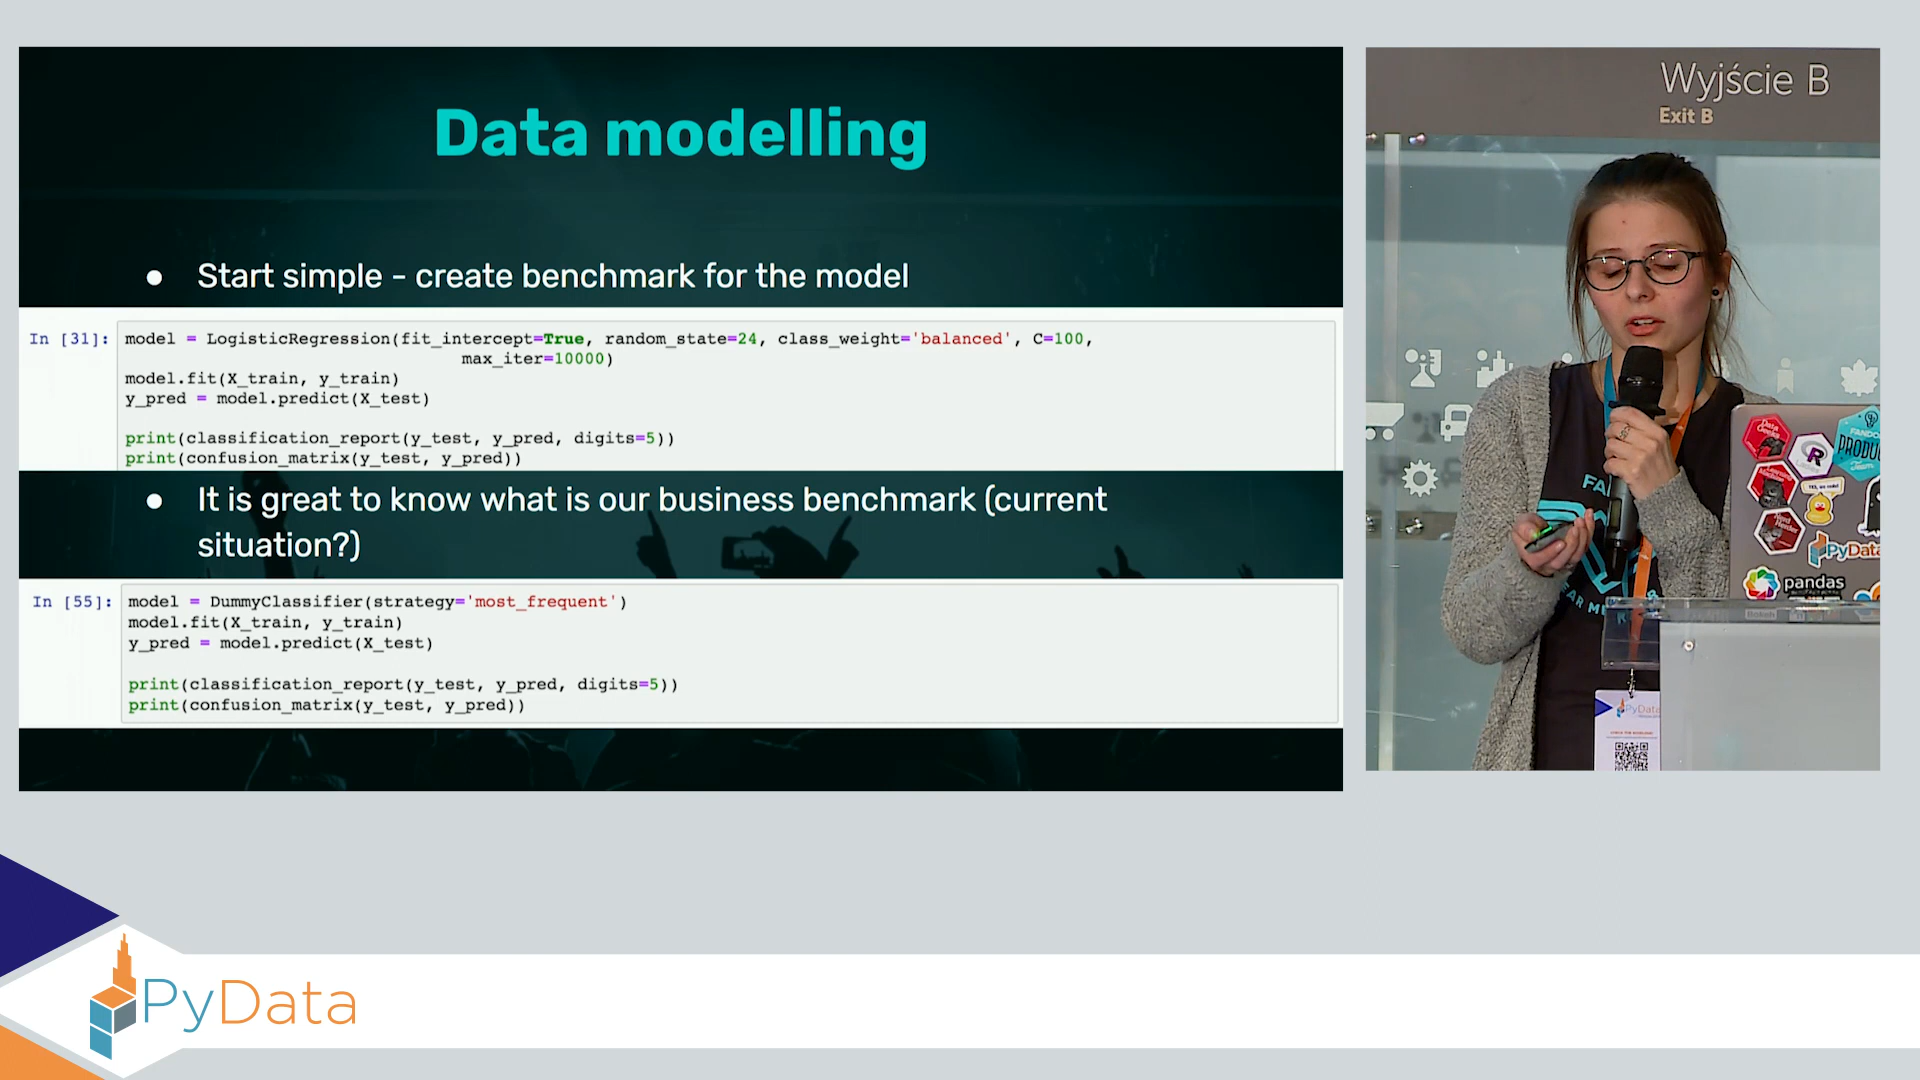 Data modelling
● Start simple - create benchmark for the model
In [31]: model = LogisticRegression(fit_intercept=True, random_state=24, class_weight='balanced', C=100,
max_iter=10000)
model.fit(X_train, y_train)
y_pred = model.predict(X_test)
print(classification_report(y_test, y_pred, digits=5))
print(confusion_matrix(y_test, y_pred))
● It is great to know what is our business benchmark (current
situation?)
In [55]: model = DummyClassifier(strategy='most_frequent')
model.fit(X_train, y_train)
y_pred = model.predict(X_test)
print(classification_report(y_test, y_pred, digits=5))
print(confusion_matrix(y_test, y_pred))
Wyjście B
Exit B
FA
R
PyData
pandas
PyData
PyData